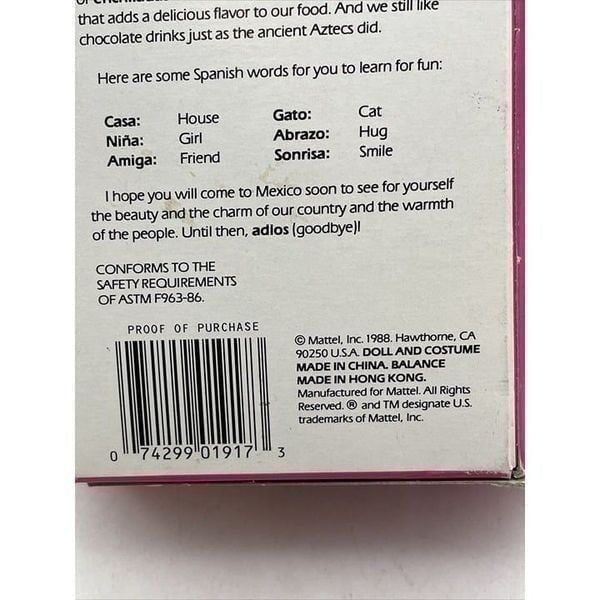 that adds a delicious flavor to our food. And we still like
chocolate drinks just as the ancient Aztecs did.
Here are some Spanish words for you to learn for fun:
Casa: House Gato: Cat
Niña: Girl Abrazo: Hug
Amiga: Friend Sonrisa: Smile
I hope you will come to Mexico soon to see for yourself
the beauty and the charm of our country and the warmth
of the people. Until then, adios (goodbye)!
CONFORMS TO THE
SAFETY REQUIREMENTS
OF ASTM F963-86.
PROOF OF PURCHASE
0 74299 01917 3
© Mattel, Inc. 1988. Hawthorne, CA
90250 U.S.A. DOLL AND COSTUME
MADE IN CHINA. BALANCE
MADE IN HONG KONG.
Manufactured for Mattel. All Rights
Reserved. ® and TM designate U.S.
trademarks of Mattel, Inc.